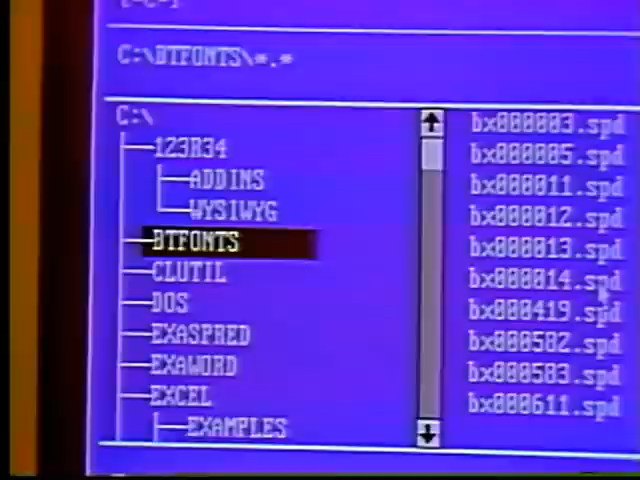 C:\BTFONTS\*.*
C:\
123R34
ADDINS
WYSIWYG
BTFONTS
CLUTIL
DOS
EXASPRED
EXAWORD
EXCEL
EXAMPLES
bx000003.spd
bx000005.spd
bx000011.spd
bx000012.spd
bx000013.spd
bx000014.spd
bx000419.spd
bx000582.spd
bx000583.spd
bx000611.spd